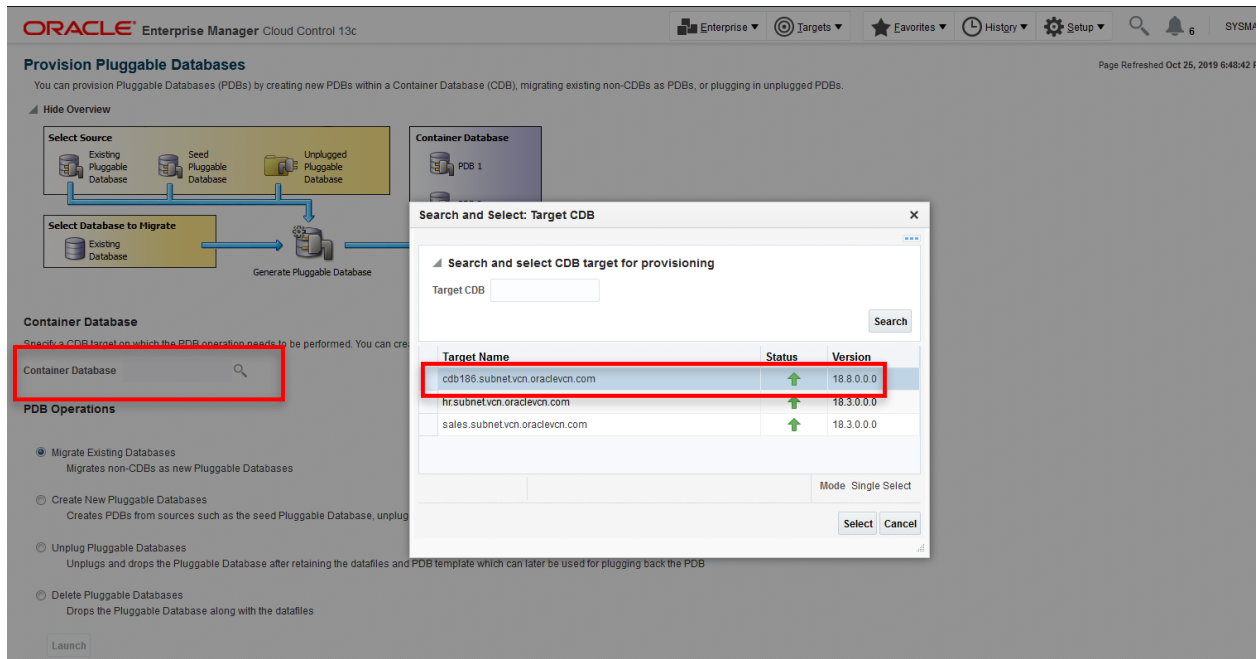 ORACLE Enterprise Manager Cloud Control 13c
Enterprise Targets Favorites History Setup 6
Provision Pluggable Databases
Page Refreshed Oct 25, 2019 6:48:42
You can provision Pluggable Databases (PDBs) by creating new PDBs within a Container Database (CDB), migrating existing non-CDBs as PDBs, or plugging in unplugged PDBs.
Hide Overview
Select Source
Existing Pluggable Database
Seed Pluggable Database
Unplugged Pluggable Database
Container Database
PDB 1
Select Database to Migrate
Existing Database
Generate Pluggable Database
Container Database
Specify a CDB target on which the PDB operation needs to be performed. You can
Container Database
PDB Operations
Migrate Existing Databases
Migrates non-CDBs as new Pluggable Databases
Create New Pluggable Databases
Creates PDBs from sources such as the seed Pluggable Database,
Unplug Pluggable Databases
Unplugs and drops the Pluggable Database after retaining the datafiles and PDB template which can later be used for plugging back the PDB
Delete Pluggable Databases
Drops the Pluggable Database along with the datafiles
Launch
Search and Select: Target CDB
Search and select CDB target for provisioning
Target CDB
Search
Target Name Status Version
cdb186.subnet.vcn.oraclevcn.com 18.8.0.0.0
hr.subnet.vcn.oraclevcn.com 18.3.0.0.0
sales.subnet.vcn.oraclevcn.com 18.3.0.0.0
Mode Single Select
Select Cancel